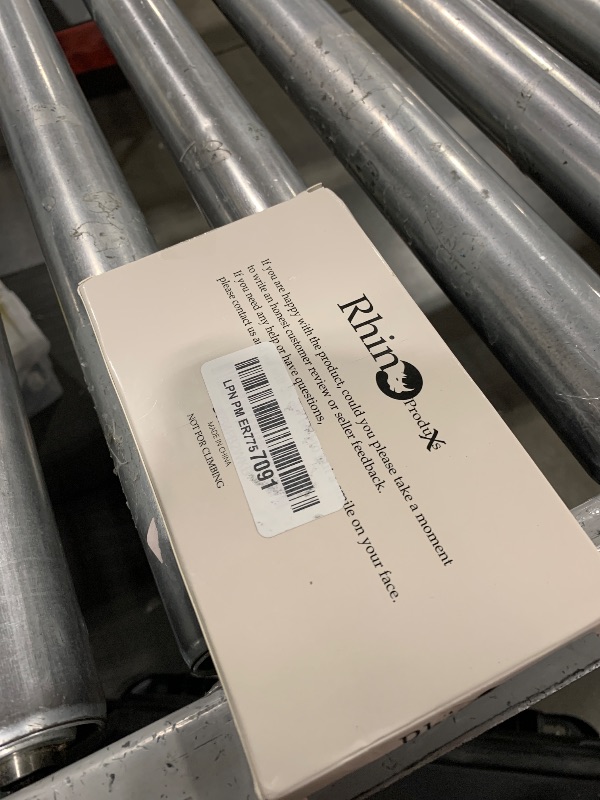 Rhino
ProduXs
If you are happy with the product, could you please take a moment
to write an honest customer review or seller feedback.
If you need any help or have questions,
please contact us a
ile on your face.
LPN PM ER7757091
MADE IN CHINA
NOT FOR CLIMBING